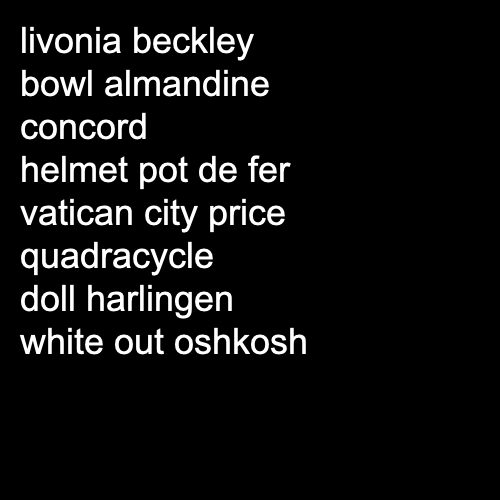 livonia beckley
bowl almandine
concord
helmet pot de fer
vatican city price
quadracycle
doll harlingen
white out oshkosh